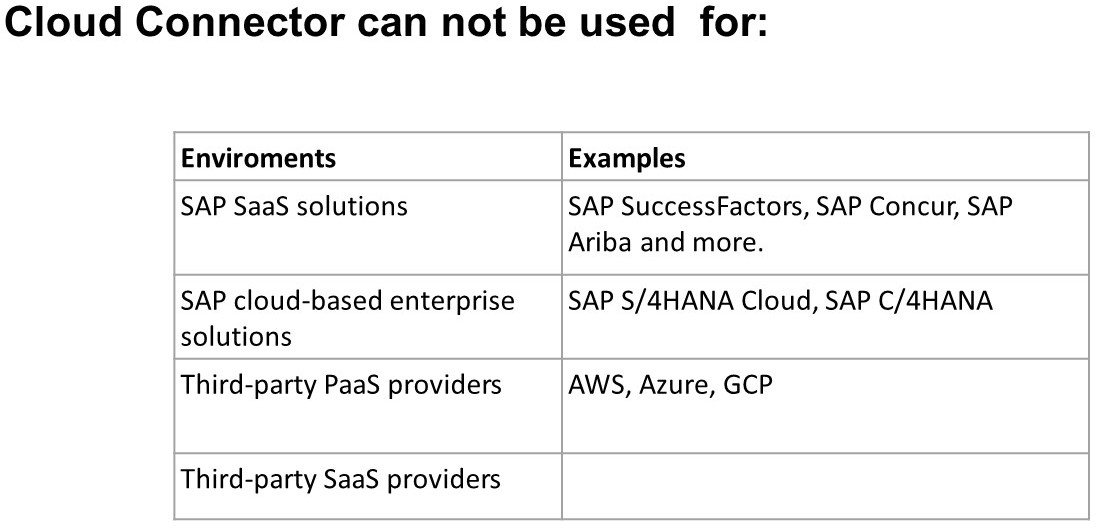 Cloud Connector can not be used  for:
Enviroments
Examples
SAP SaaS solutions
SAP SuccessFactors, SAP Concur, SAP
Ariba and more.
SAP cloud-based enterprise
solutions
SAP S/4HANA Cloud, SAP C/4HANA
Third-party PaaS providers
AWS, Azure, GCP
Third-party SaaS providers